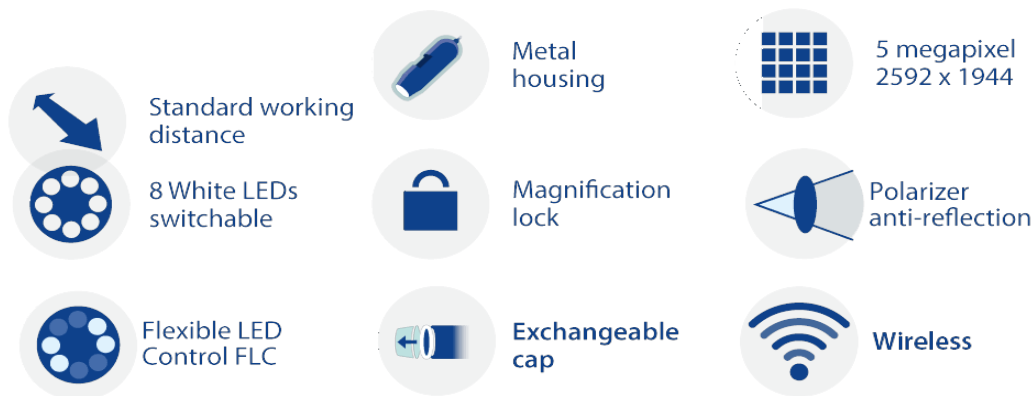 Metal
housing
5 megapixel
2592 x 1944
Standard working
distance
8 White LEDs
switchable
Magnification
lock
Polarizer
anti-reflection
Flexible LED
Control FLC
Exchangeable
cap
Wireless